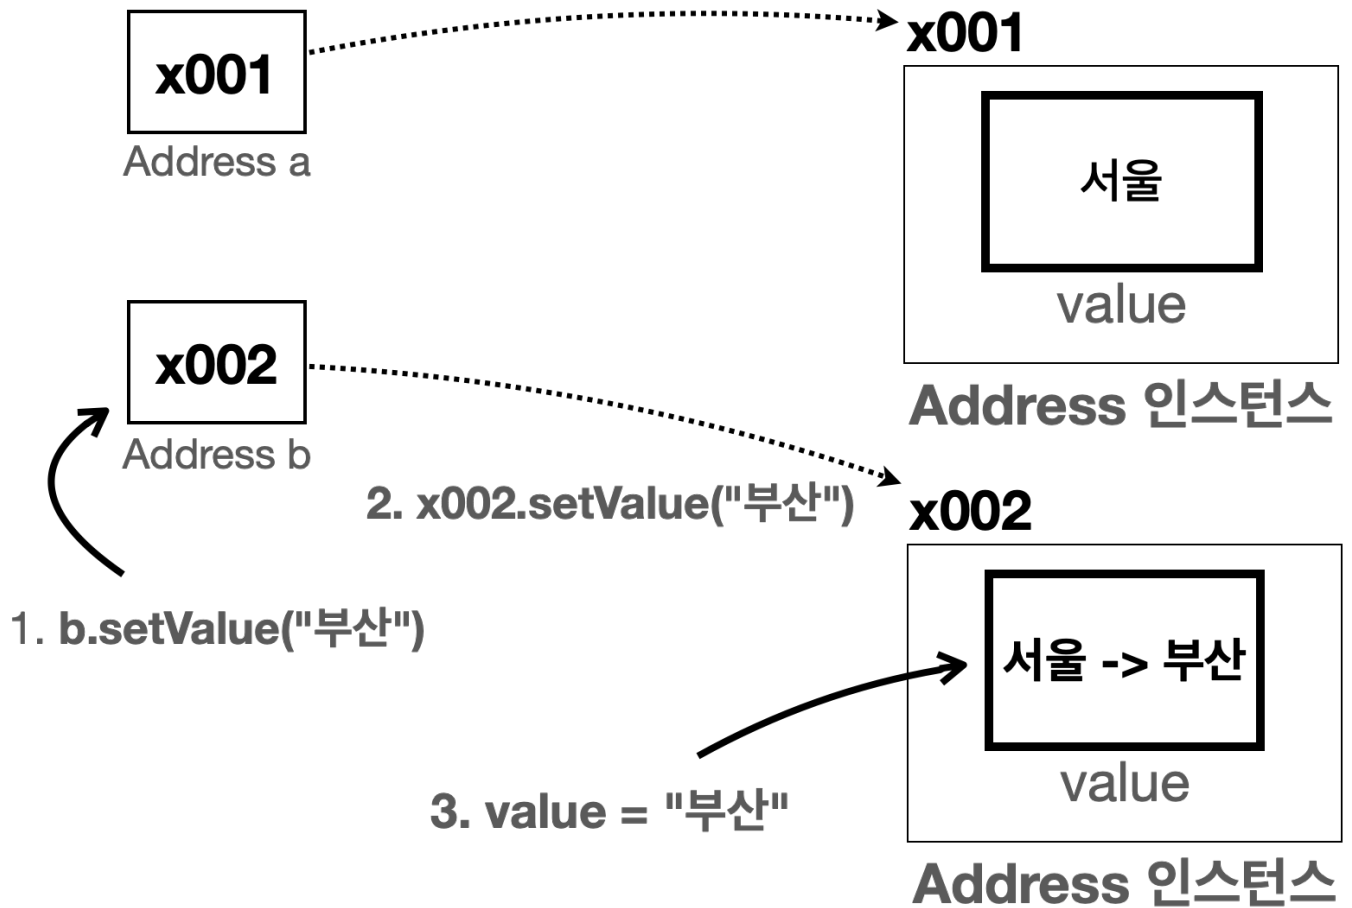 x001
Address a
x001
서울
value
Address 인스턴스
x002
Address b
1. b.setValue("부산")
2. x002.setValue("부산")
x002
서울 -> 부산
value
3. value = "부산"
Address 인스턴스